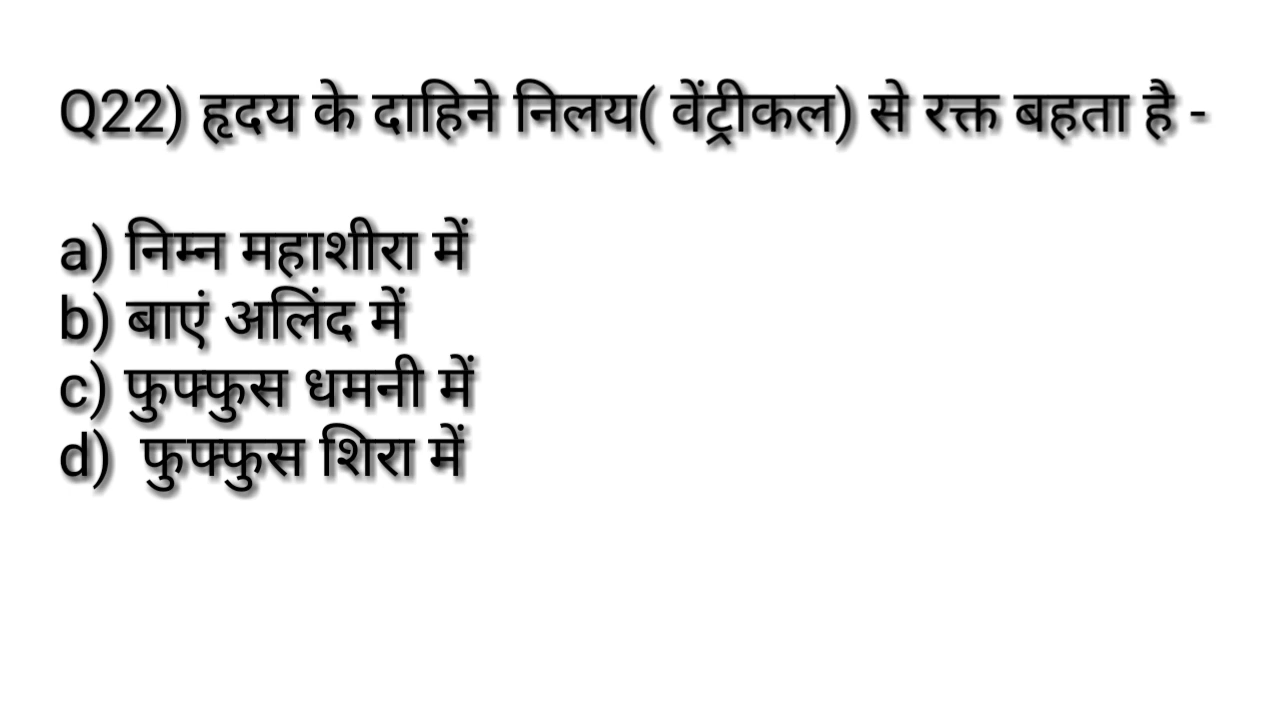 Q22) हृदय के दाहिने निलय( वेंट्रीकल) से रक्त बहता है -
a) निम्न महाशीरा में
b) बाएं अलिंद में
c) फुफ्फुस धमनी में
d) फुफ्फुस शिरा में